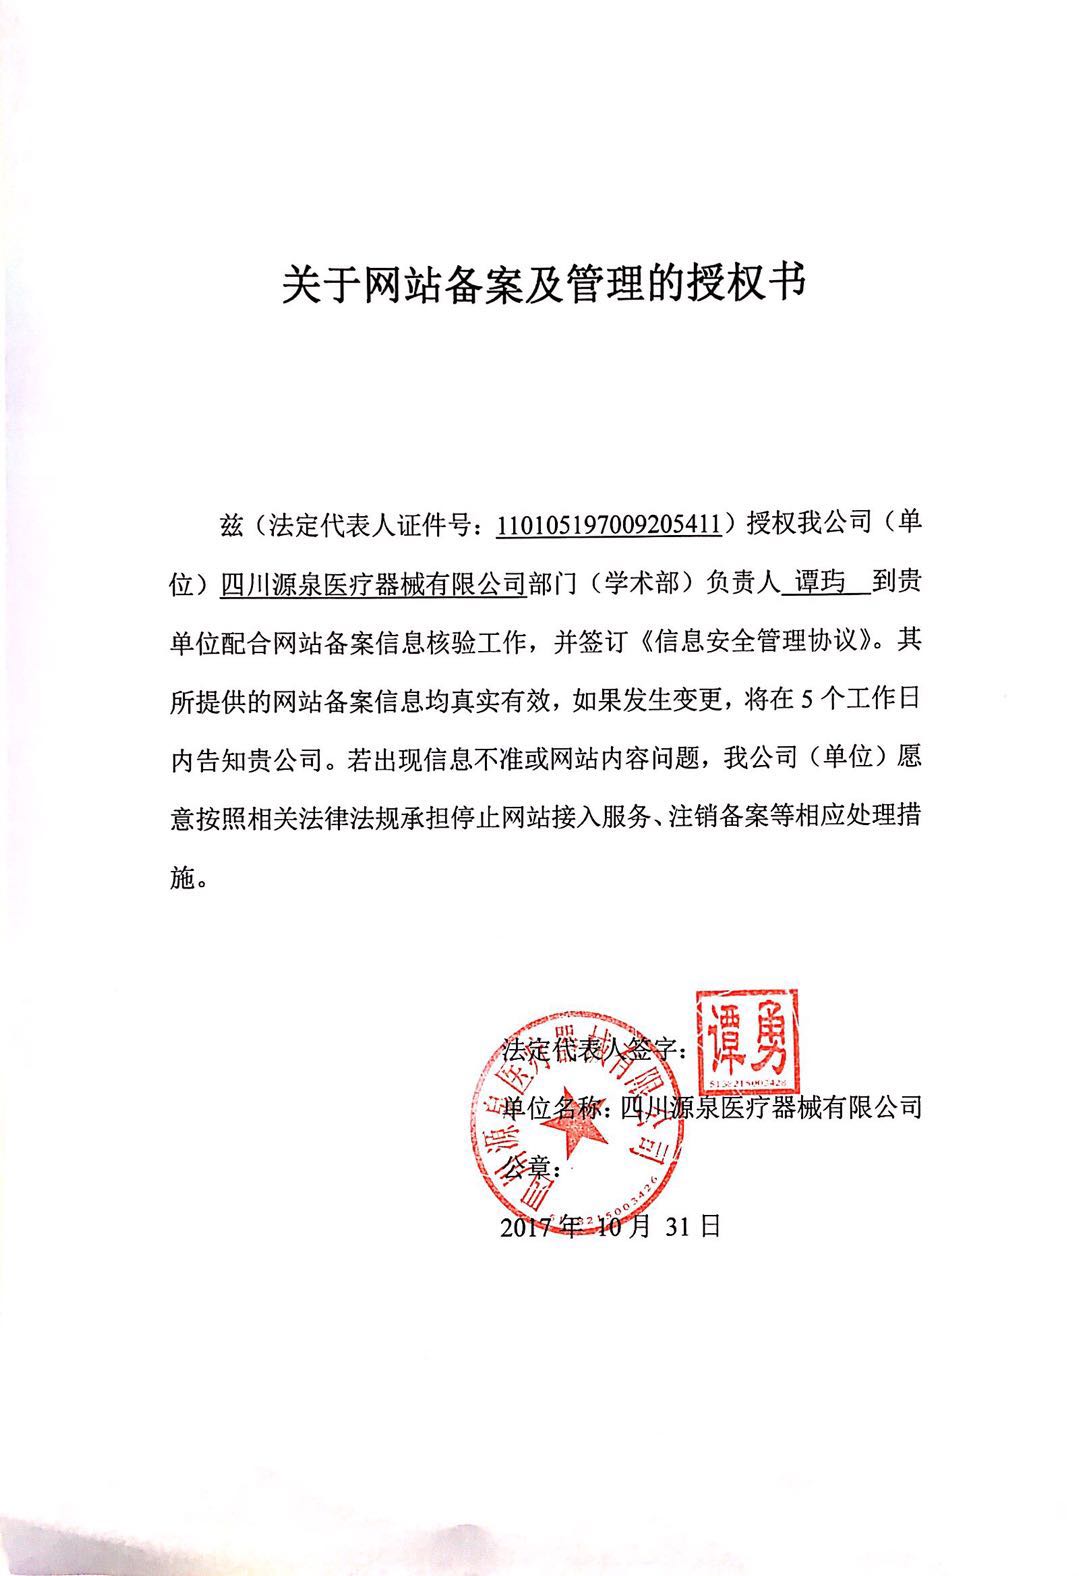 关于网站备案及管理的授权书
兹（法定代表人证件号：110105197009205411）授权我公司（单
位）四川源泉医疗器械有限公司部门（学术部）负责人 谭玙 到贵
单位配合网站备案信息核验工作，并签订《信息安全管理协议》。其
所提供的网站备案信息均真实有效，如果发生变更，将在 5 个工作日
内告知贵公司。若出现信息不准或网站内容问题，我公司（单位）愿
意按照相关法律法规承担停止网站接入服务、注销备案等相应处理措
施。
法定代表人签字：
谭勇
单位名称：四川源泉医疗器械有限公司
公章：
四川源泉医疗器械有限公司
2017 年 10 月 31 日